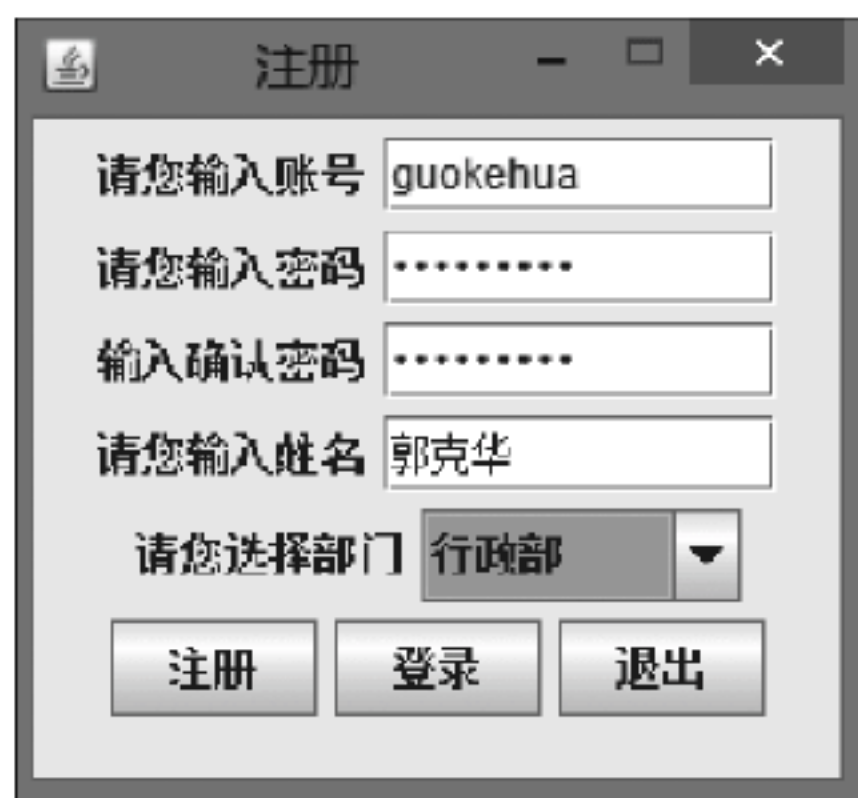 注册
请您输入账号 guokehua
请您输入密码 •••••••••
输入确认密码 •••••••••
请您输入姓名 郭克华
请您选择部门 行政部
注册 登录 退出